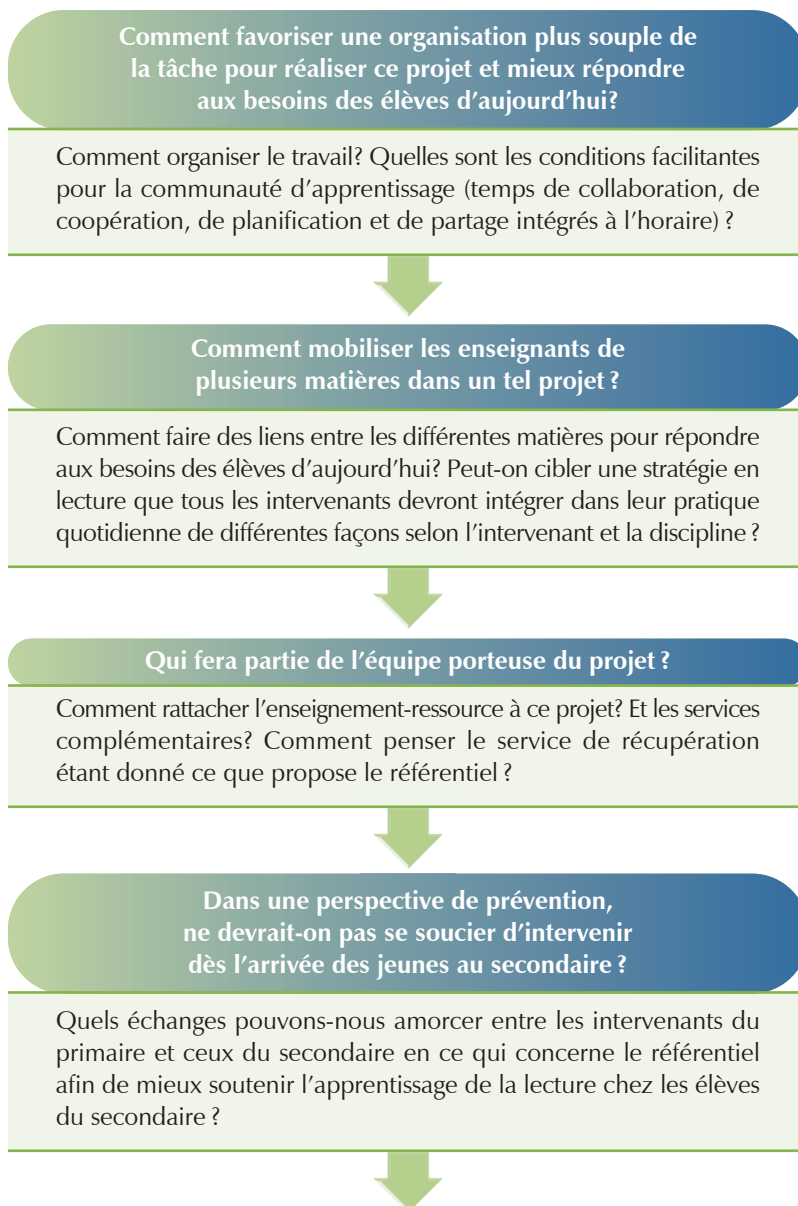 Comment favoriser une organisation plus souple de
la tâche pour réaliser ce projet et mieux répondre
aux besoins des élèves d'aujourd'hui?
Comment organiser le travail? Quelles sont les conditions facilitantes
pour la communauté d'apprentissage (temps de collaboration, de
coopération, de planification et de partage intégrés à l'horaire) ?
Comment mobiliser les enseignants de
plusieurs matières dans un tel projet ?
Comment faire des liens entre les différentes matières pour répondre
aux besoins des élèves d'aujourd'hui? Peut-on cibler une stratégie en
lecture que tous les intervenants devront intégrer dans leur pratique
quotidienne de différentes façons selon l'intervenant et la discipline ?
Qui fera partie de l'équipe porteuse du projet ?
Comment rattacher l'enseignement-ressource à ce projet? Et les services
complémentaires? Comment penser le service de récupération
étant donné ce que propose le référentiel ?
Dans une perspective de prévention,
ne devrait-on pas se soucier d'intervenir
dès l'arrivée des jeunes au secondaire ?
Quels échanges pouvons-nous amorcer entre les intervenants du
primaire et ceux du secondaire en ce qui concerne le référentiel
afin de mieux soutenir l'apprentissage de la lecture chez les élèves
du secondaire ?